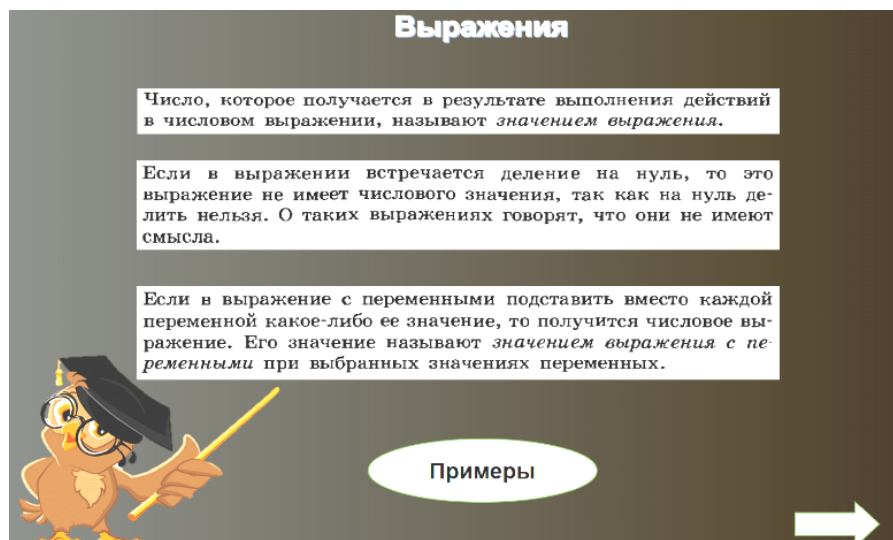 Выражения
Число, которое получается в результате выполнения действий
в числовом выражении, называют значением выражения.
Если в выражении встречается деление на нуль, то это
выражение не имеет числового значения, так как на нуль де-
лить нельзя. О таких выражениях говорят, что они не имеют
смысла.
Если в выражение с переменными подставить вместо каждой
переменной какое-либо ее значение, то получится числовое вы-
ражение. Его значение называют значением выражения с пе-
ременными при выбранных значениях переменных.
Примеры